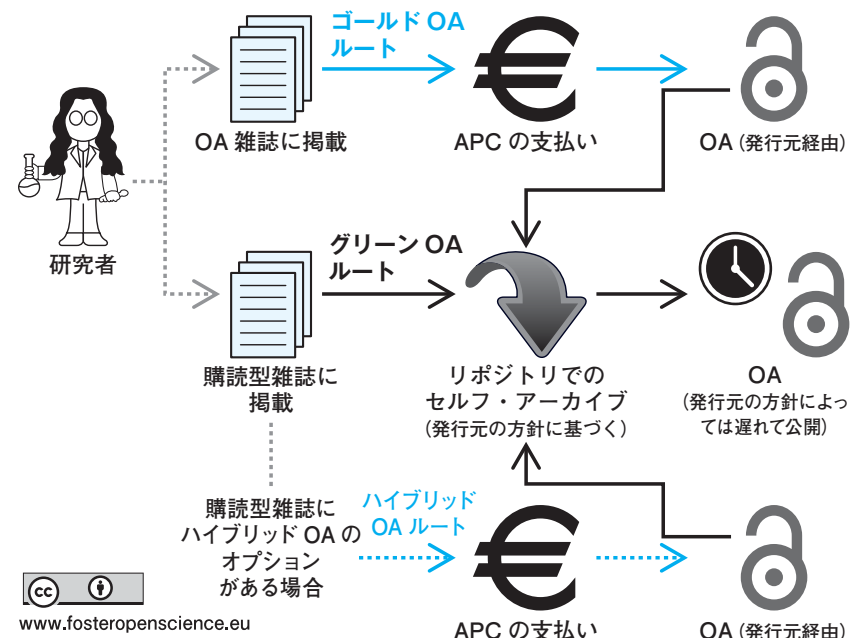 ゴールド OA
ルート
OA 雑誌に掲載
APC の支払い
OA (発行元経由)
研究者
グリーン OA
ルート
購読型雑誌に
掲載
リポジトリでの
セルフ・アーカイブ
(発行元の方針に基づく)
OA
(発行元の方針によっ
ては遅れて公開)
購読型雑誌に
ハイブリッド OA の
オプション
がある場合
ハイブリッド
OA ルート
APC の支払い
OA (発行元経由)
cc
www.fosteropenscience.eu